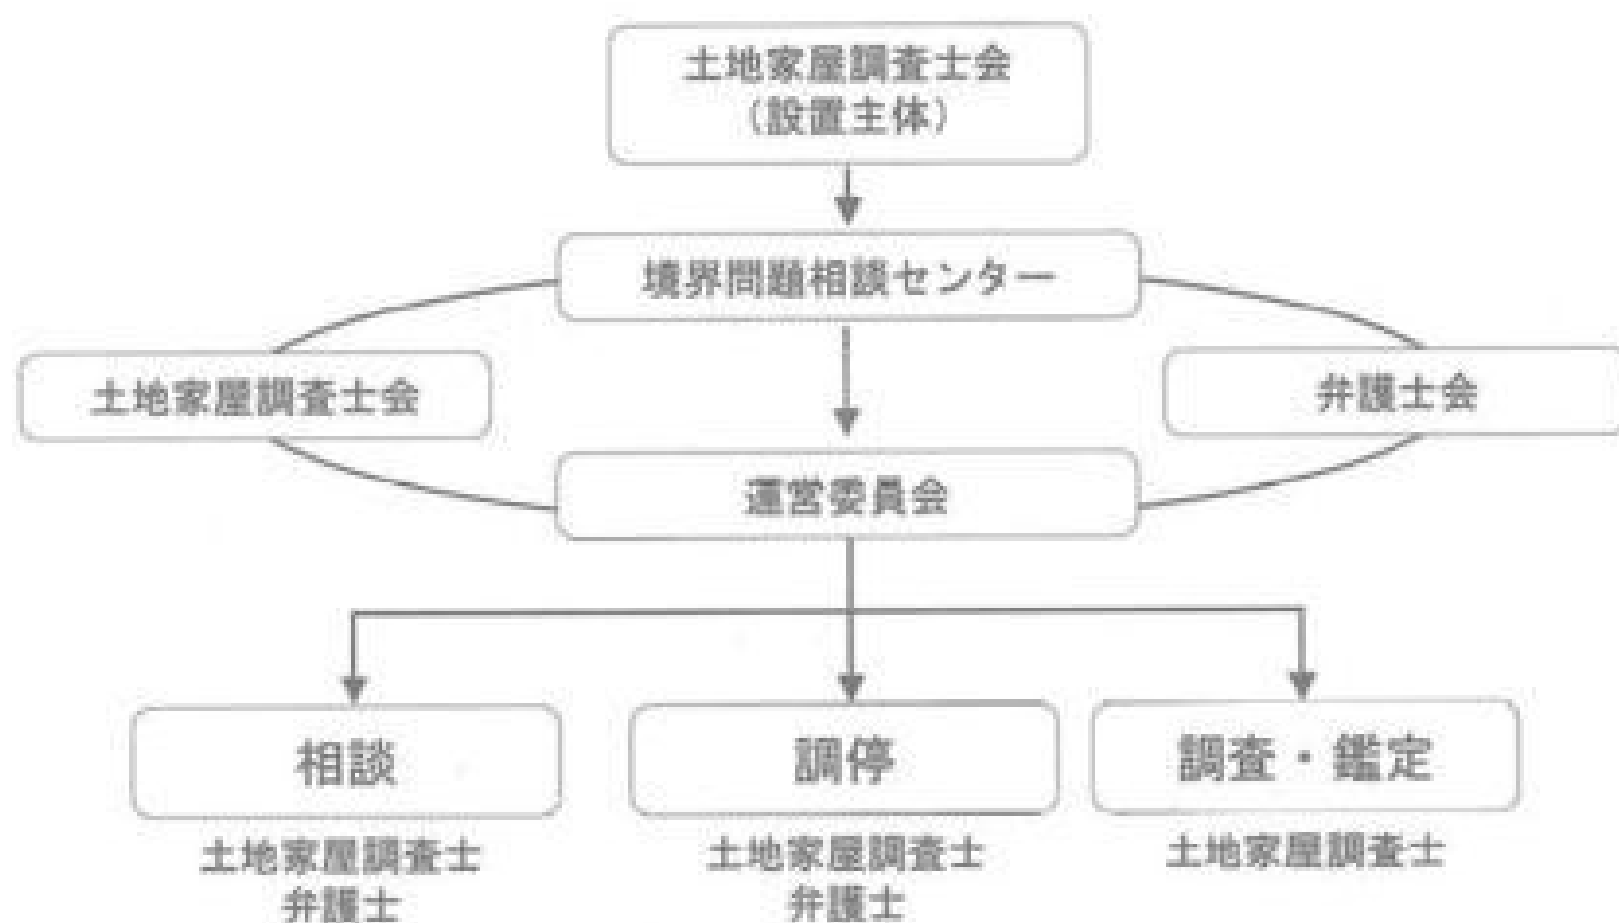 土地家屋調査士会
(設置主体)
境界問題相談センター
土地家屋調査士会
弁護士会
運営委員会
相談
調停
調査・鑑定
土地家屋調査士
弁護士
土地家屋調査士
弁護士
土地家屋調査士